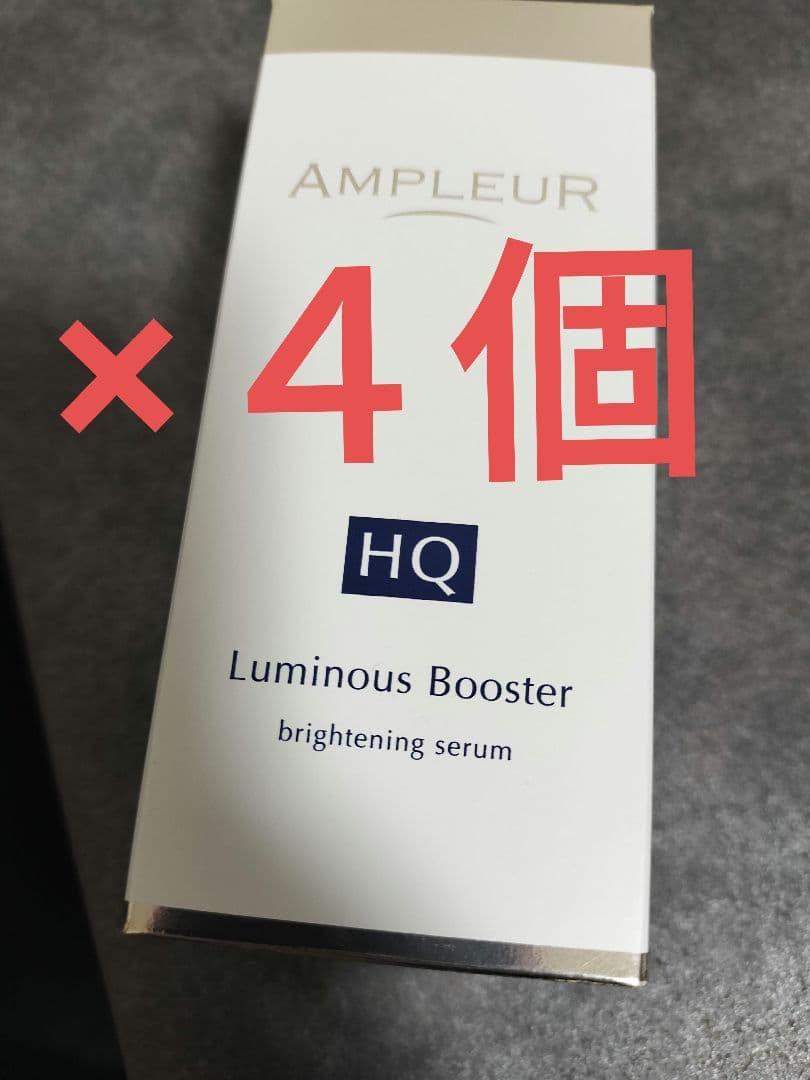 AMPLEUR
×４個
HQ
Luminous Booster
brightening serum